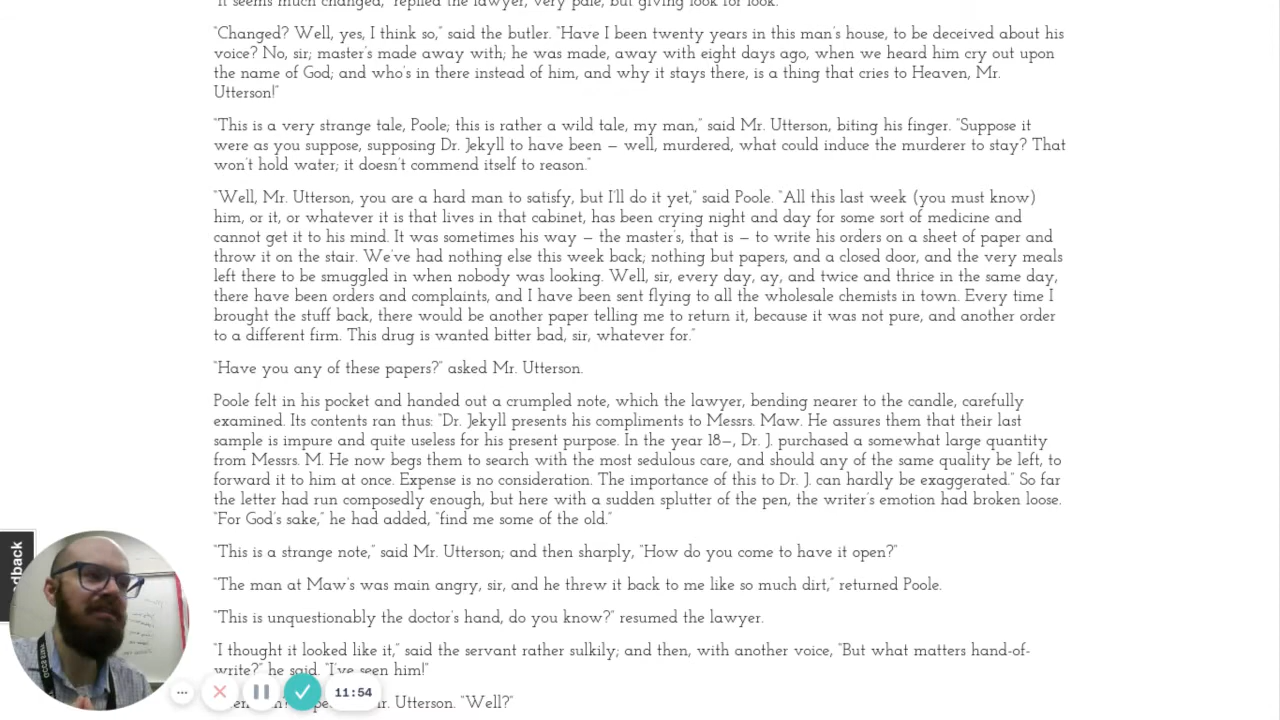 "It seems much changed," replied the lawyer, very pale, but giving look for look.
"Changed? Well, yes, I think so," said the butler. "Have I been twenty years in this man's house, to be deceived about his
voice? No, sir; master's made away with; he was made, away with eight days ago, when we heard him cry out upon
the name of God; and who's in there instead of him, and why it stays there, is a thing that cries to Heaven, Mr.
Utterson!"
"This is a very strange tale, Poole; this is rather a wild tale, my man," said Mr. Utterson, biting his finger. "Suppose it
were as you suppose, supposing Dr. Jekyll to have been — well, murdered, what could induce the murderer to stay? That
won't hold water; it doesn't commend itself to reason."
"Well, Mr. Utterson, you are a hard man to satisfy, but I'll do it yet," said Poole. "All this last week (you must know)
him, or it, or whatever it is that lives in that cabinet, has been crying night and day for some sort of medicine and
cannot get it to his mind. It was sometimes his way — the master's, that is — to write his orders on a sheet of paper and
throw it on the stair. We've had nothing else this week back; nothing but papers, and a closed door, and the very meals
left there to be smuggled in when nobody was looking. Well, sir, every day, ay, and twice and thrice in the same day,
there have been orders and complaints, and I have been sent flying to all the wholesale chemists in town. Every time I
brought the stuff back, there would be another paper telling me to return it, because it was not pure, and another order
to a different firm. This drug is wanted bitter bad, sir, whatever for."
"Have you any of these papers?" asked Mr. Utterson.
Poole felt in his pocket and handed out a crumpled note, which the lawyer, bending nearer to the candle, carefully
examined. Its contents ran thus: "Dr. Jekyll presents his compliments to Messrs. Maw. He assures them that their last
sample is impure and quite useless for his present purpose. In the year 18—, Dr. J. purchased a somewhat large quantity
from Messrs. M. He now begs them to search with the most sedulous care, and should any of the same quality be left, to
forward it to him at once. Expense is no consideration. The importance of this to Dr. J. can hardly be exaggerated." So far
the letter had run composedly enough, but here with a sudden splutter of the pen, the writer's emotion had broken loose.
"For God's sake," he had added, "find me some of the old."
"This is a strange note," said Mr. Utterson; and then sharply, "How do you come to have it open?"
dback
"The man at Maw's was main angry, sir, and he threw it back to me like so much dirt," returned Poole.
"This is unquestionably the doctor's hand, do you know?" resumed the lawyer.
"I thought it looked like it," said the servant rather sulkily; and then, with another voice, "But what matters hand-of-
write?" he said. "I've seen him!"
11:54
Utterson. "Well?"